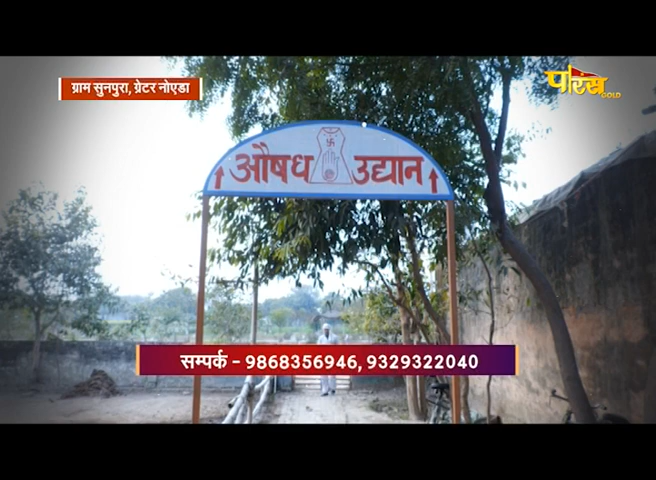 ग्राम सुनपुरा, ग्रेटर नोएडा
पारस
GOLD
औषध उद्यान
सम्पर्क - 9868356946, 9329322040